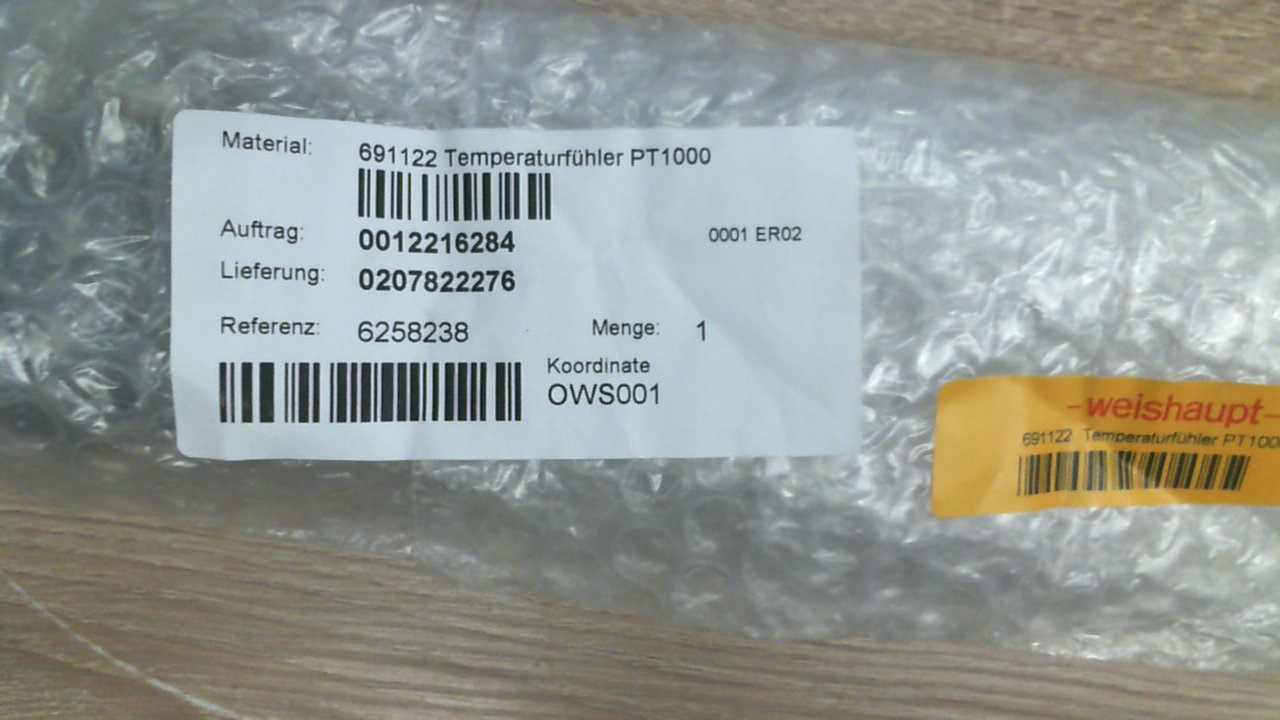 Material: 691122 Temperaturfühler PT1000
Auftrag: 0012216284 0001 ER02
Lieferung: 0207822276
Referenz: 6258238 Menge: 1
Koordinate
OWS001
-weishaupt-
691122 Temperaturfühler PT100